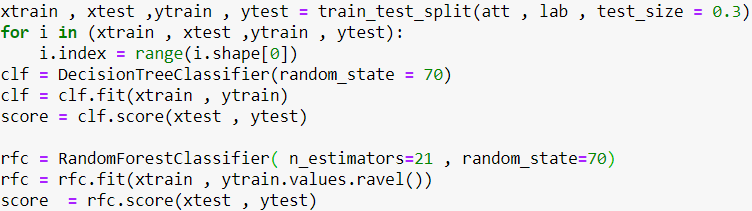 xtrain , xtest ,ytrain , ytest = train_test_split(att , lab , test_size = 0.3)
for i in (xtrain , xtest ,ytrain , ytest):
    i.index = range(i.shape[0])
clf = DecisionTreeClassifier(random_state = 70)
clf = clf.fit(xtrain , ytrain)
score = clf.score(xtest , ytest)

rfc = RandomForestClassifier( n_estimators=21 , random_state=70)
rfc = rfc.fit(xtrain , ytrain.values.ravel())
score  = rfc.score(xtest , ytest)